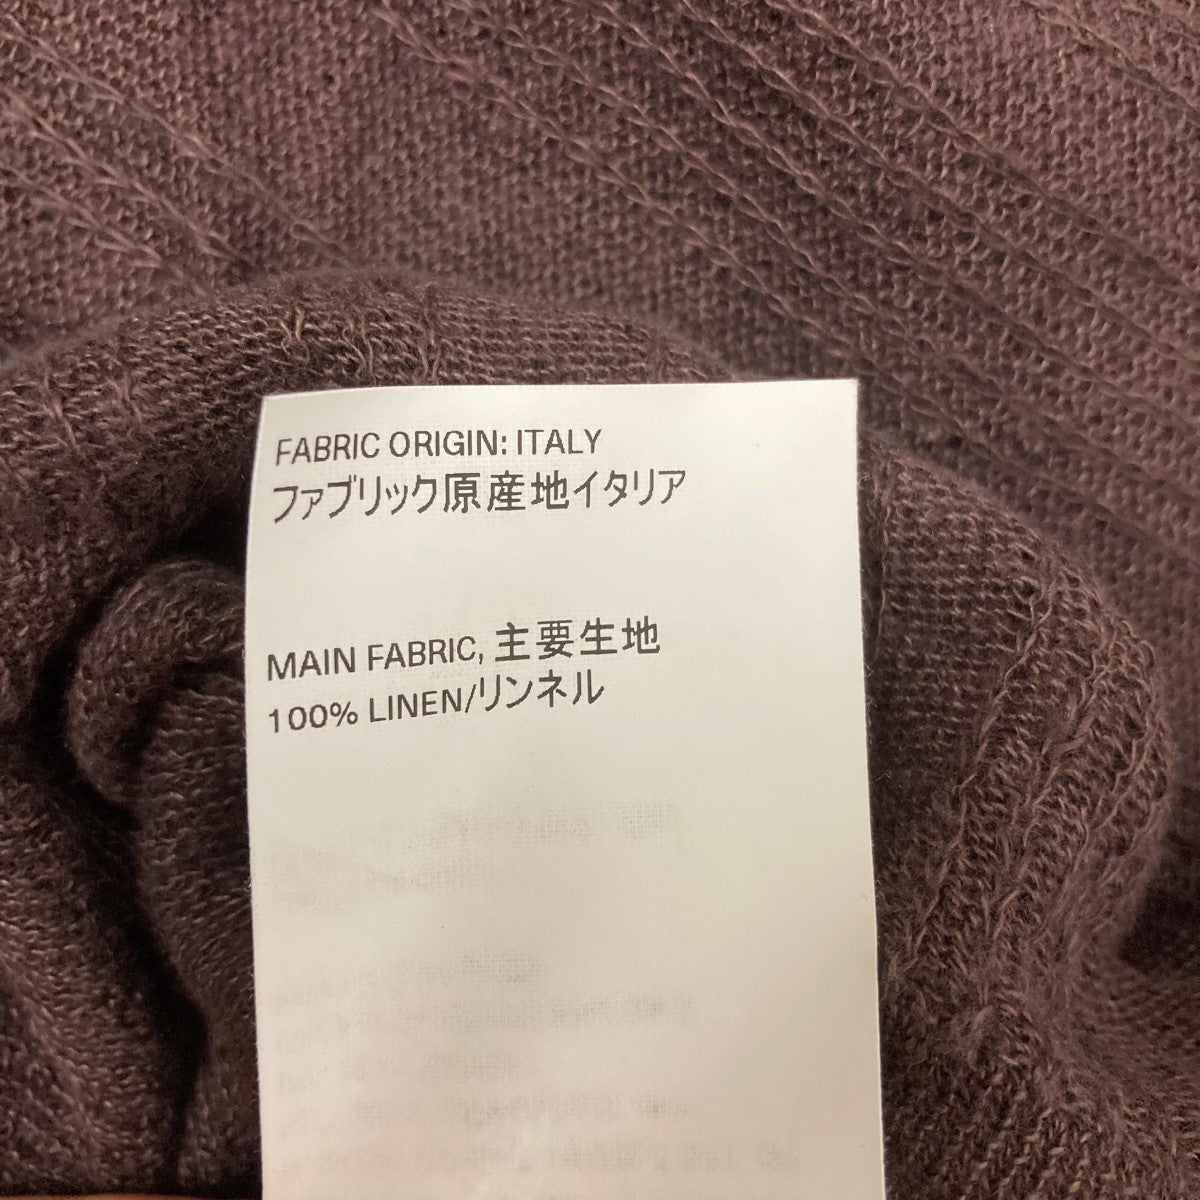 FABRIC ORIGIN: ITALY
ファブリック原産地イタリア
MAIN FABRIC, 主要生地
100% LINEN/リンネル